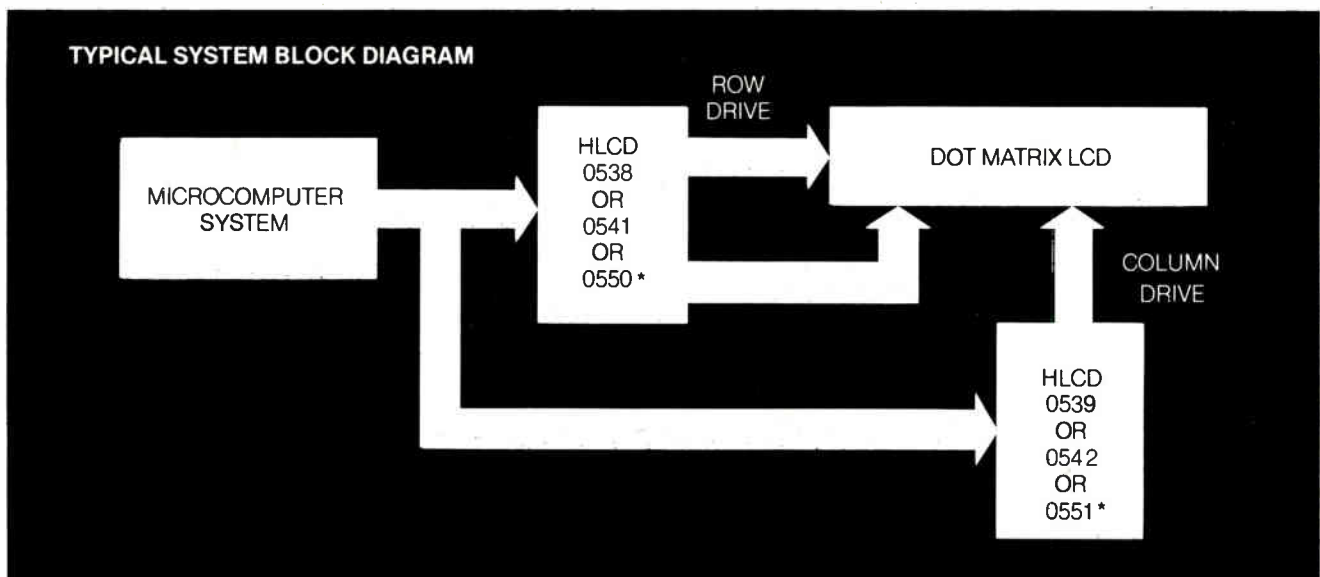 TYPICAL SYSTEM BLOCK DIAGRAM
MICROCOMPUTER
SYSTEM
HLCD
0538
OR
0541
OR
0550*
ROW
DRIVE
DOT MATRIX LCD
COLUMN
DRIVE
HLCD
0539
OR
0542
OR
0551*